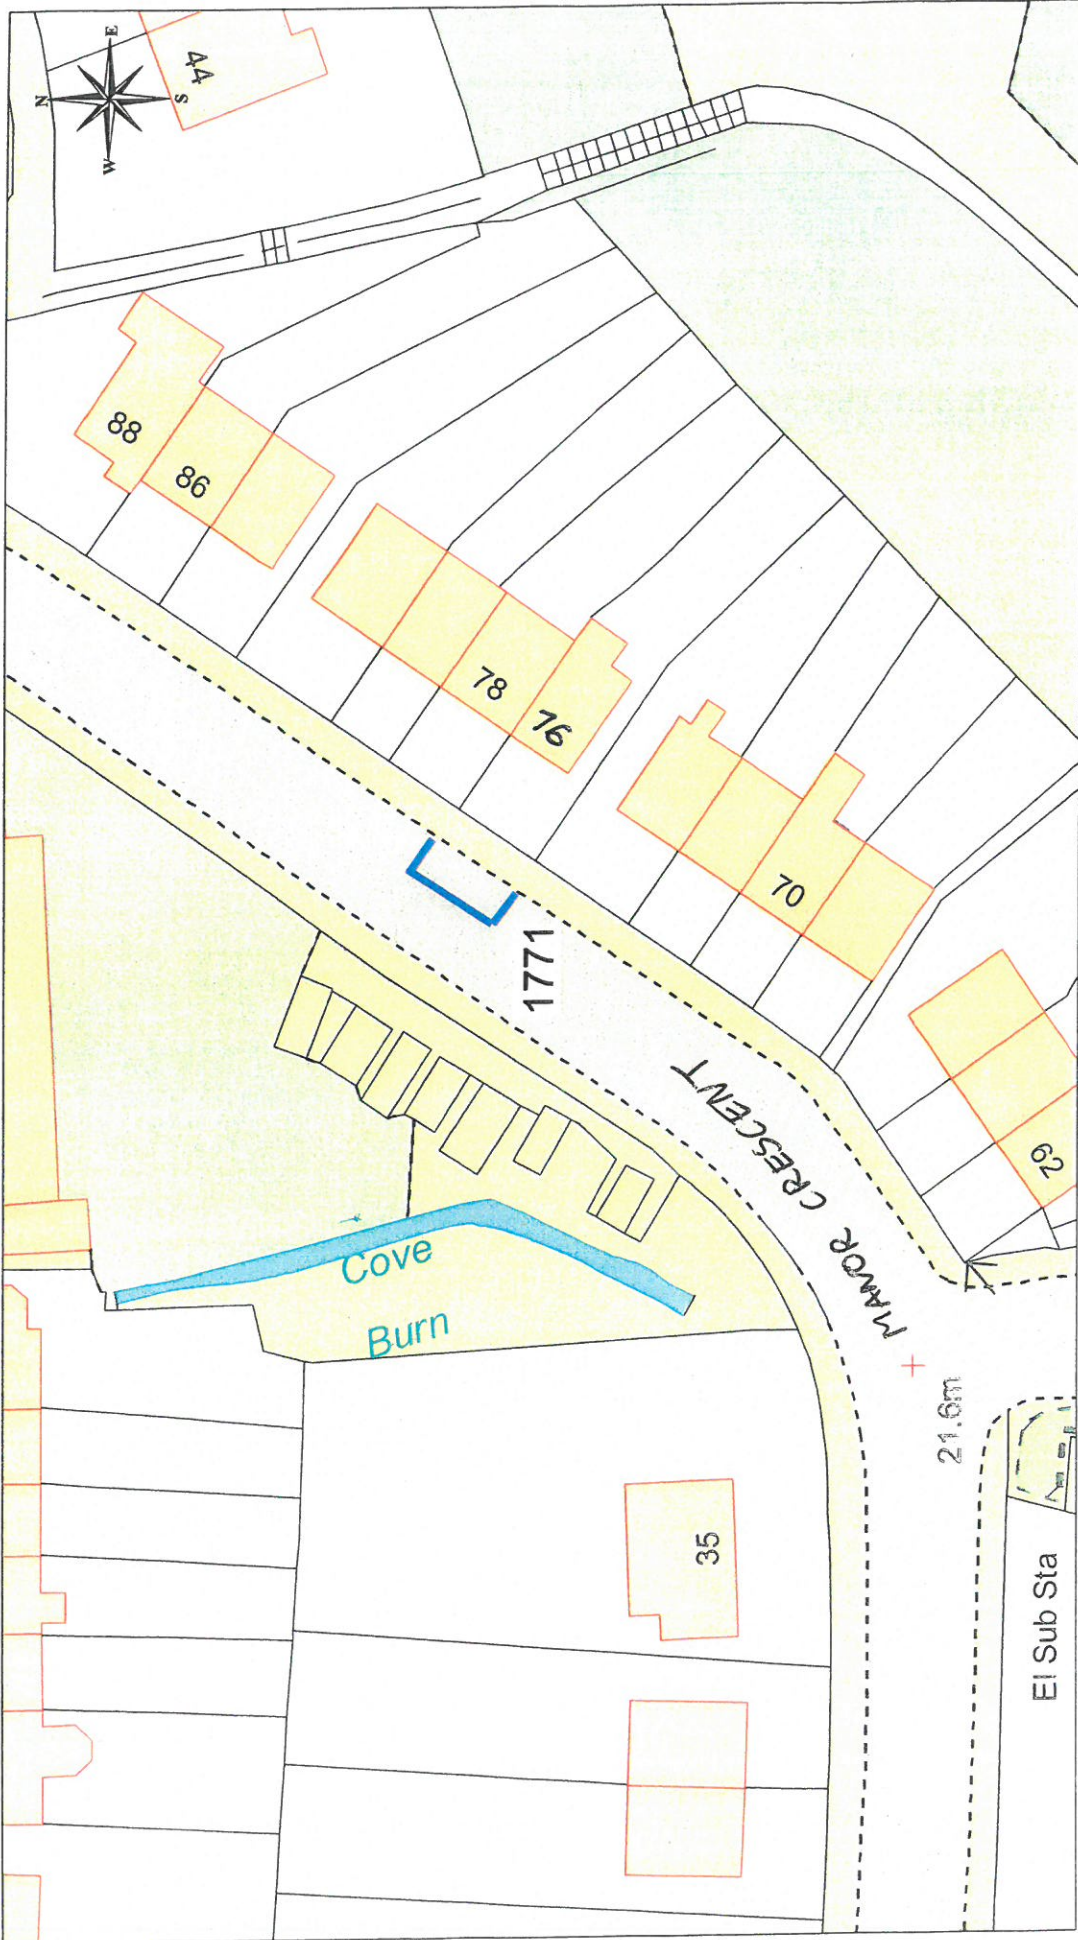 E
N
S
W
44
88
86
78
76
70
1771
MANOR CRESCENT
62
Cove
Burn
21.6m
35
El Sub Sta